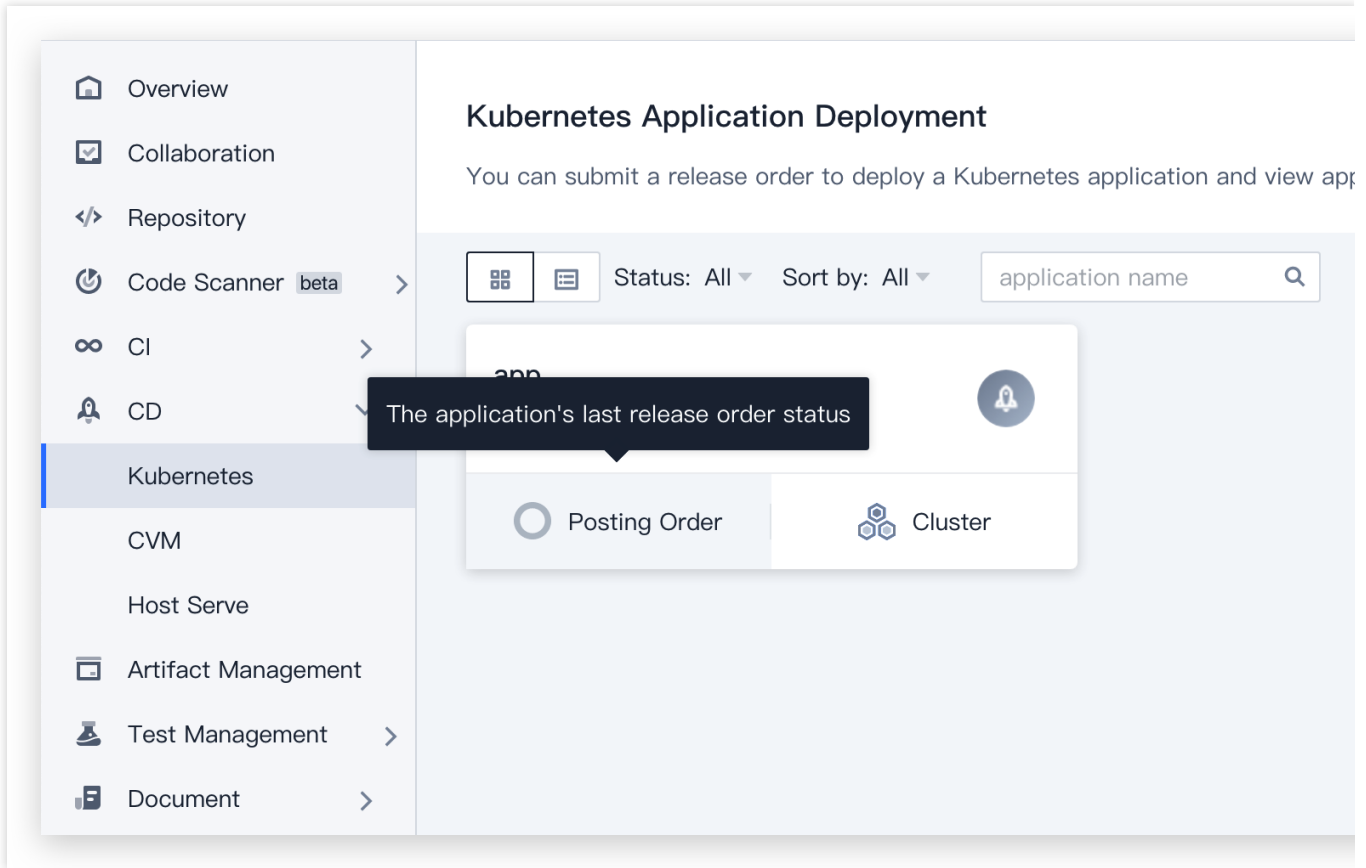 Overview
Collaboration
Repository
Code Scanner beta
CI
CD
Kubernetes
CVM
Host Serve
Artifact Management
Test Management
Document
Kubernetes Application Deployment
You can submit a release order to deploy a Kubernetes application and view app
Status: All Sort by: All application name
app
The application's last release order status
Posting Order Cluster